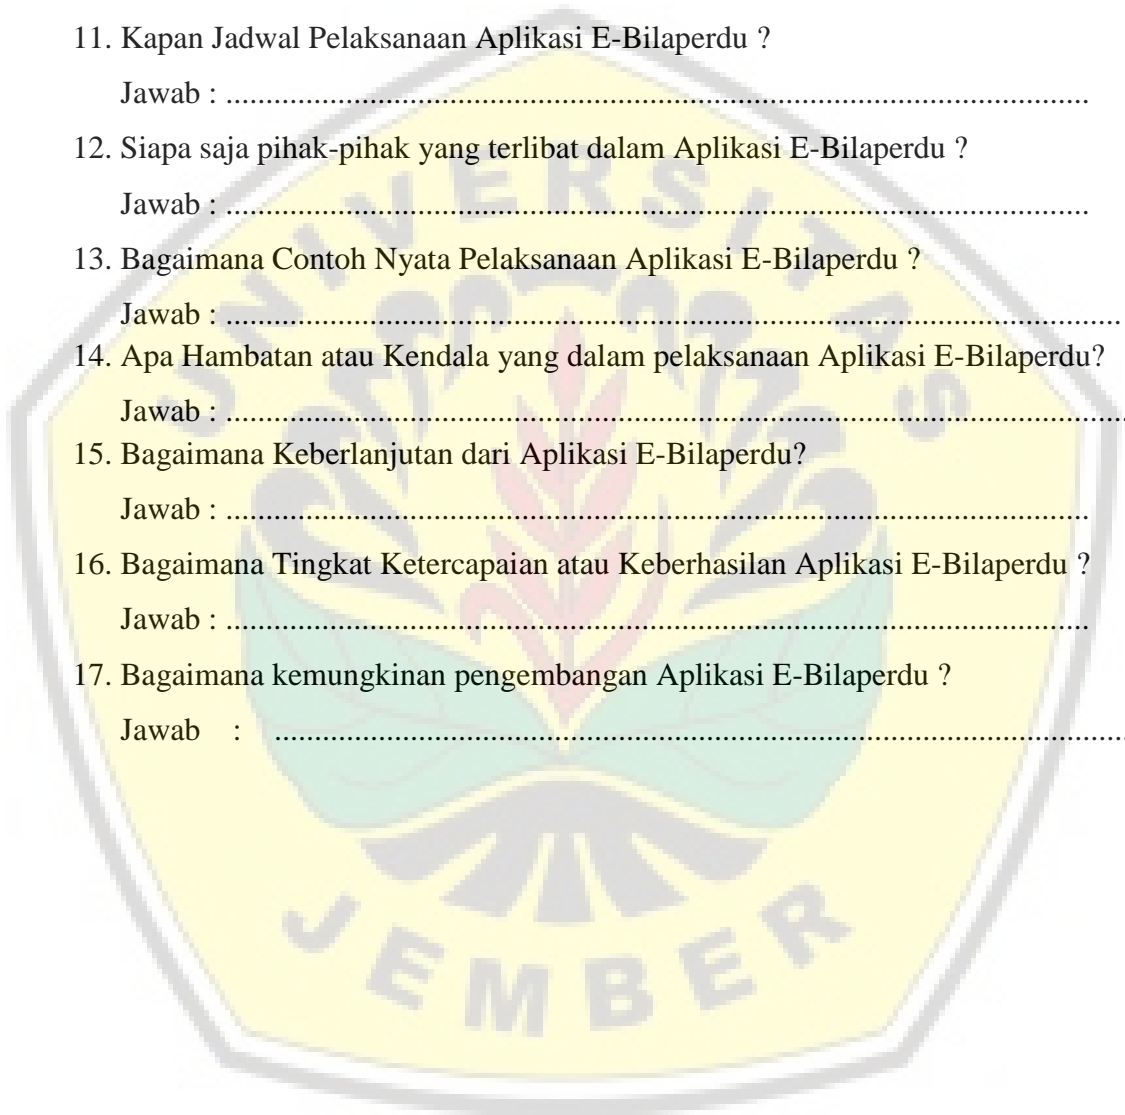 11. Kapan Jadwal Pelaksanaan Aplikasi E-Bilaperdu ?
Jawab : ............................................................................................................
12. Siapa saja pihak-pihak yang terlibat dalam Aplikasi E-Bilaperdu ?
Jawab : ............................................................................................................
13. Bagaimana Contoh Nyata Pelaksanaan Aplikasi E-Bilaperdu ?
Jawab : ................................................................................................................
14. Apa Hambatan atau Kendala yang dalam pelaksanaan Aplikasi E-Bilaperdu?
Jawab : .................................................................................................................
15. Bagaimana Keberlanjutan dari Aplikasi E-Bilaperdu?
Jawab : ............................................................................................................
16. Bagaimana Tingkat Ketercapaian atau Keberhasilan Aplikasi E-Bilaperdu ?
Jawab : ............................................................................................................
17. Bagaimana kemungkinan pengembangan Aplikasi E-Bilaperdu ?
Jawab : ..........................................................................................................
UNIVERSITAS
JEMBER